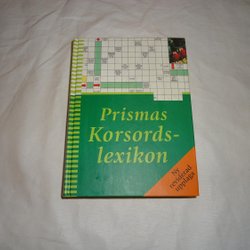 Prismas
Korsords-
lexikon
Ny
reviderad
upplaga